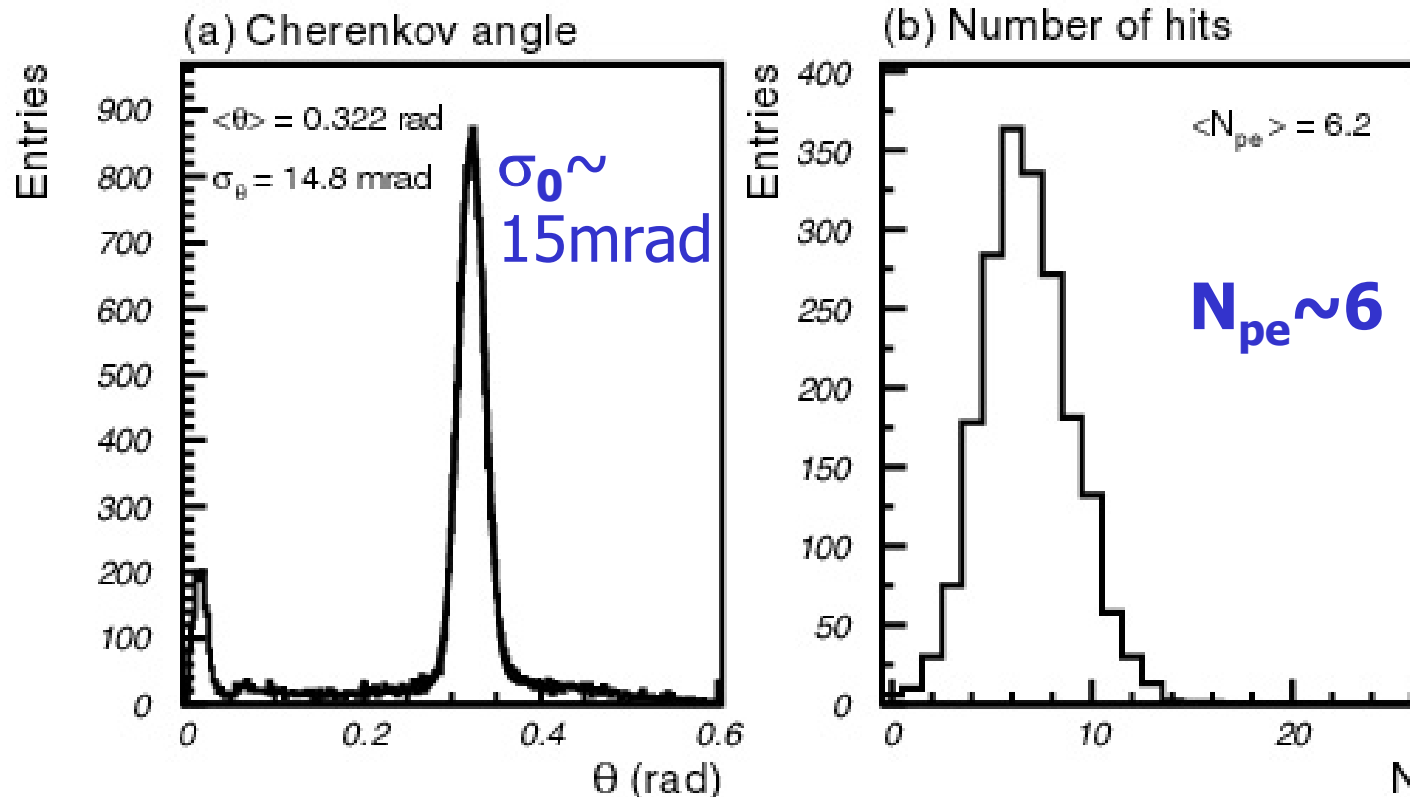 (a) Cherenkov angle
Entries
900
800
700
600
500
400
300
200
100
0
<θ> = 0.322 rad
σθ = 14.8 mrad
σ0~
15mrad
0 0.2 0.4 0.6
θ (rad)
(b) Number of hits
Entries
400
350
300
250
200
150
100
50
0
<Npe> = 6.2
Npe~6
0 10 20
N